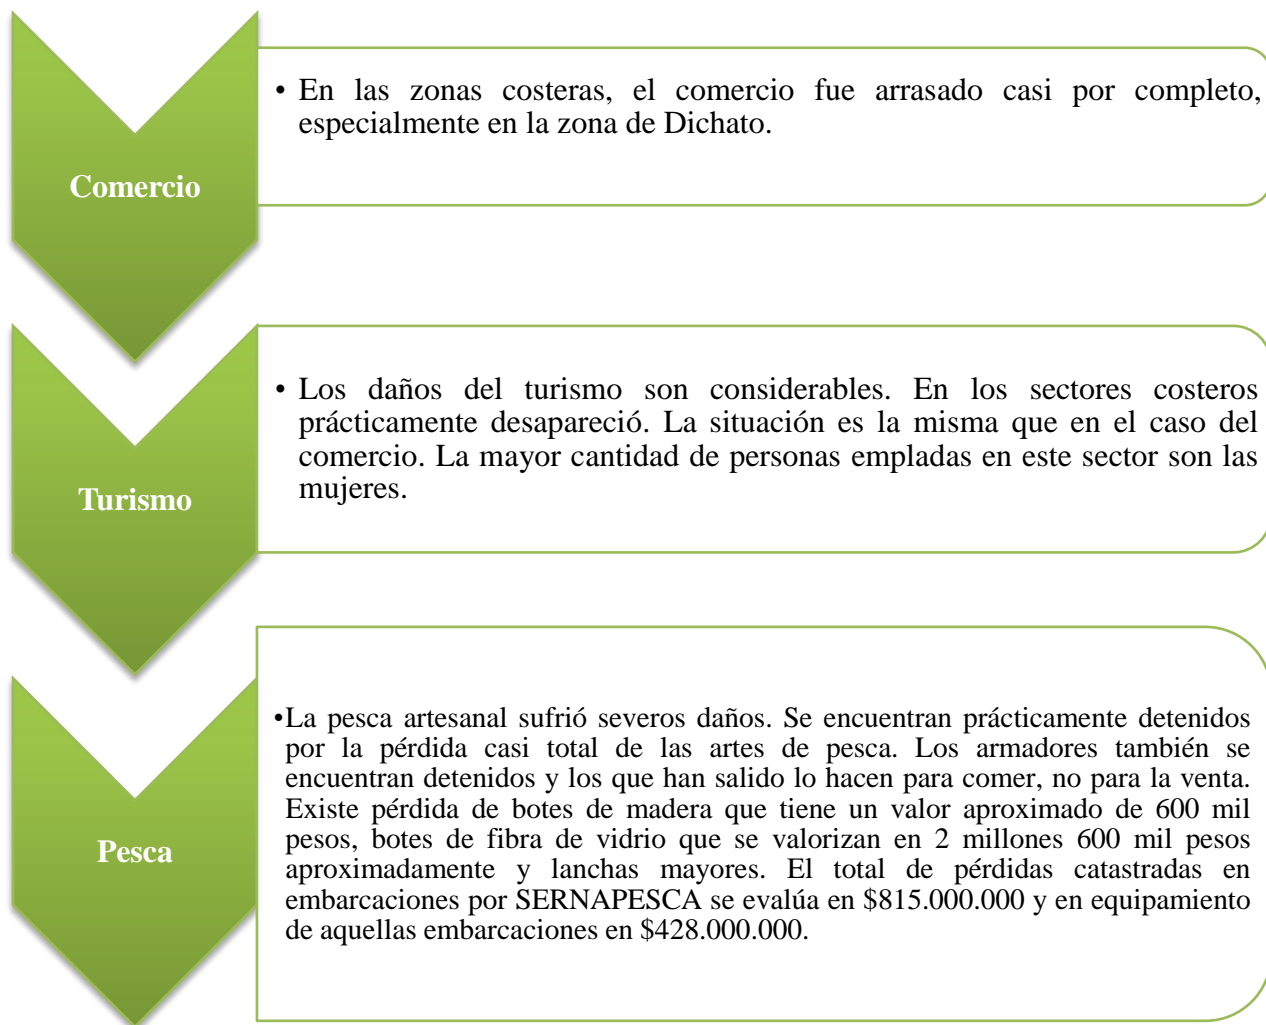 Comercio
• En las zonas costeras, el comercio fue arrasado casi por completo,
especialmente en la zona de Dichato.
Turismo
• Los daños del turismo son considerables. En los sectores costeros
prácticamente desapareció. La situación es la misma que en el caso del
comercio. La mayor cantidad de personas empladas en este sector son las
mujeres.
Pesca
•La pesca artesanal sufrió severos daños. Se encuentran prácticamente detenidos
por la pérdida casi total de las artes de pesca. Los armadores también se
encuentran detenidos y los que han salido lo hacen para comer, no para la venta.
Existe pérdida de botes de madera que tiene un valor aproximado de 600 mil
pesos, botes de fibra de vidrio que se valorizan en 2 millones 600 mil pesos
aproximadamente y lanchas mayores. El total de pérdidas catastradas en
embarcaciones por SERNAPESCA se evalúa en $815.000.000 y en equipamiento
de aquellas embarcaciones en $428.000.000.